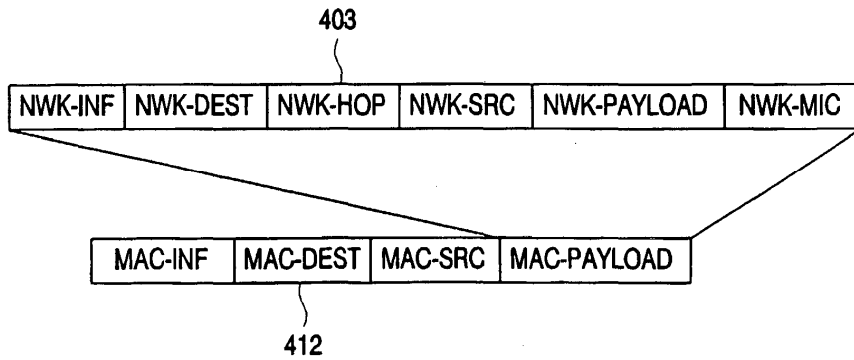 403
NWK-INF NWK-DEST NWK-HOP NWK-SRC NWK-PAYLOAD NWK-MIC
MAC-INF MAC-DEST MAC-SRC MAC-PAYLOAD
412